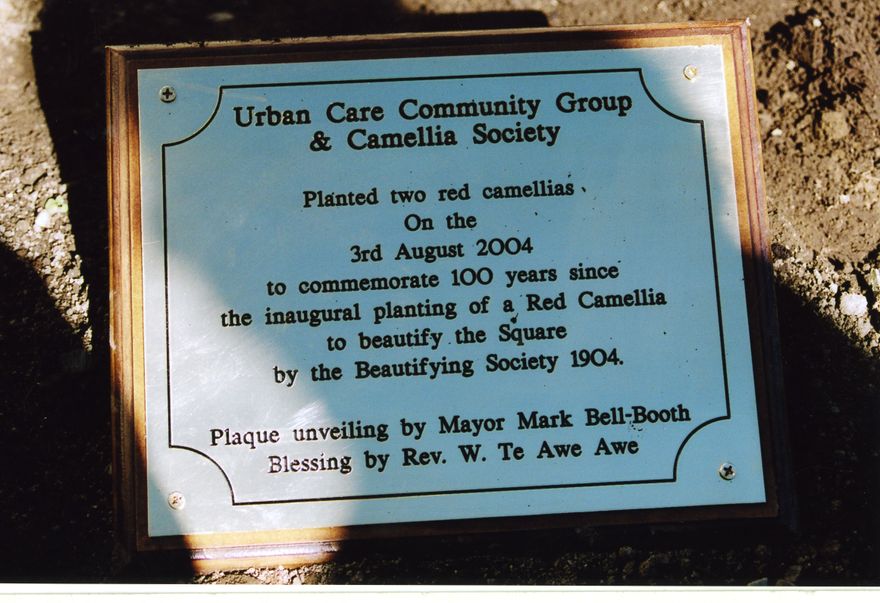 Urban Care Community Group
& Camellia Society
Planted two red camellias
On the
3rd August 2004
to commemorate 100 years since
the inaugural planting of a Red Camellia
to beautify the Square
by the Beautifying Society 1904.
Plaque unveiling by Mayor Mark Bell-Booth
Blessing by Rev. W. Te Awe Awe